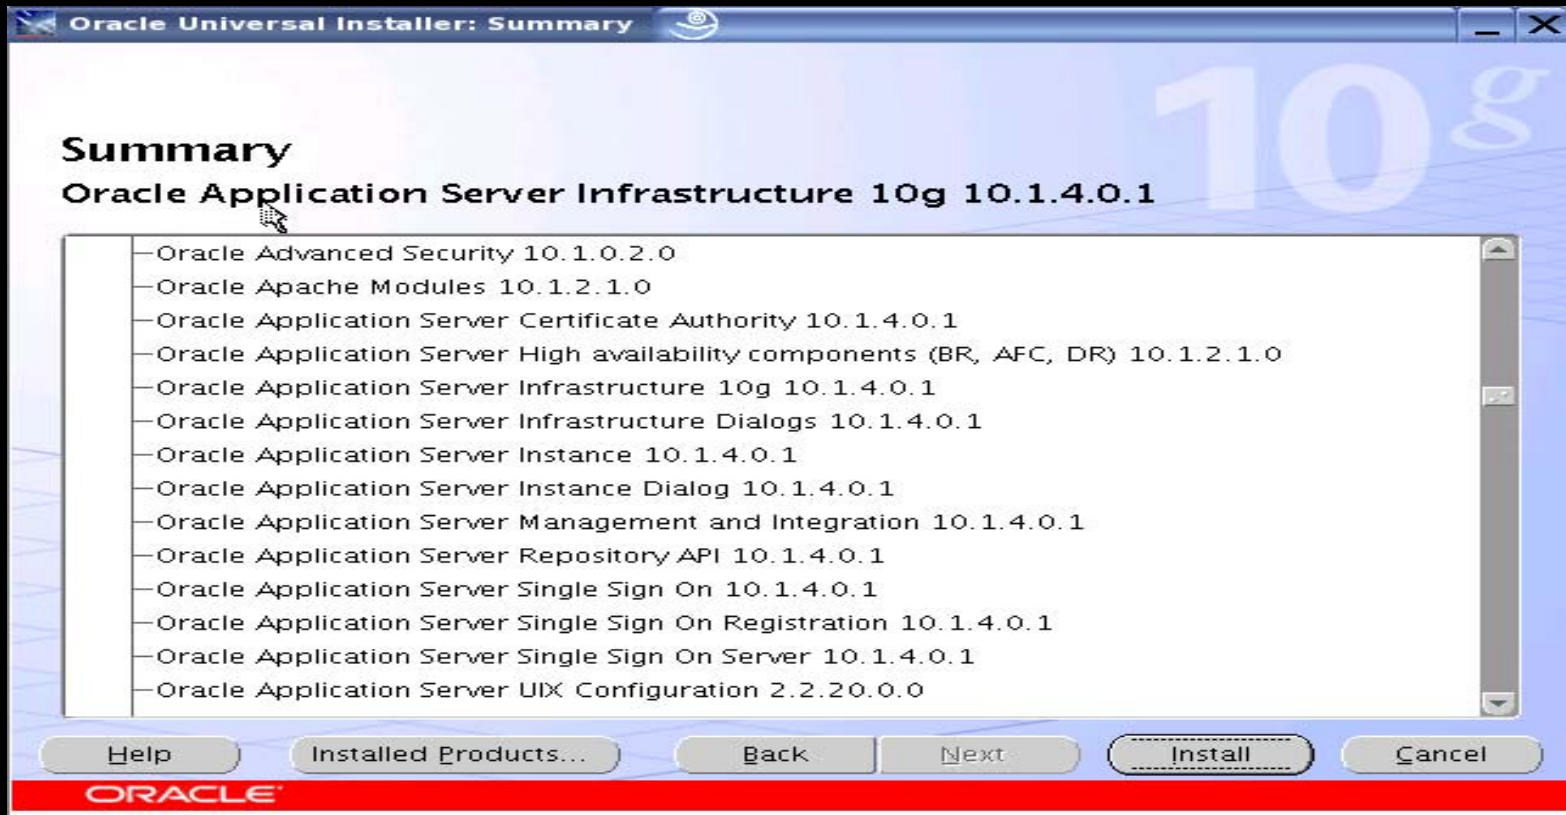 Oracle Universal Installer: Summary
10g
Summary
Oracle Application Server Infrastructure 10g 10.1.4.0.1
Oracle Advanced Security 10.1.0.2.0
Oracle Apache Modules 10.1.2.1.0
Oracle Application Server Certificate Authority 10.1.4.0.1
Oracle Application Server High availability components (BR, AFC, DR) 10.1.2.1.0
Oracle Application Server Infrastructure 10g 10.1.4.0.1
Oracle Application Server Infrastructure Dialogs 10.1.4.0.1
Oracle Application Server Instance 10.1.4.0.1
Oracle Application Server Instance Dialog 10.1.4.0.1
Oracle Application Server Management and Integration 10.1.4.0.1
Oracle Application Server Repository API 10.1.4.0.1
Oracle Application Server Single Sign On 10.1.4.0.1
Oracle Application Server Single Sign On Registration 10.1.4.0.1
Oracle Application Server Single Sign On Server 10.1.4.0.1
Oracle Application Server UIX Configuration 2.2.20.0.0
Help Installed Products... Back Next Install Cancel
ORACLE